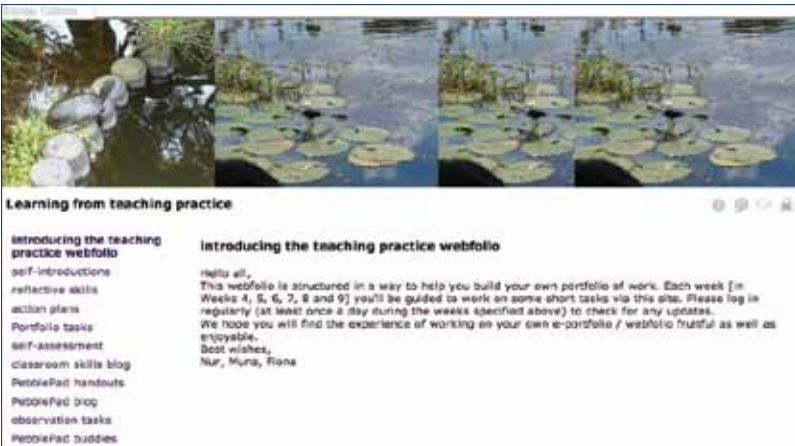 Learning from teaching practice
introducing the teaching
practice webfolio
self-introductions
reflective skills
action plans
Portfolio tasks
self-assessment
classroom skills blog
PebblePad handouts
PebblePad blog
observation tasks
PebblePad buddies
introducing the teaching practice webfolio
Hello all,
This webfolio is structured in a way to help you build your own portfolio of work. Each week [in
Weeks 4, 5, 6, 7, 8 and 9] you'll be guided to work on some short tasks via this site. Please log in
regularly (at least once a day during the weeks specified above) to check for any updates.
We hope you will find the experience of working on your own e-portfolio / webfolio fruitful as well as
enjoyable.
Best wishes,
Nur, Muna, Fiona